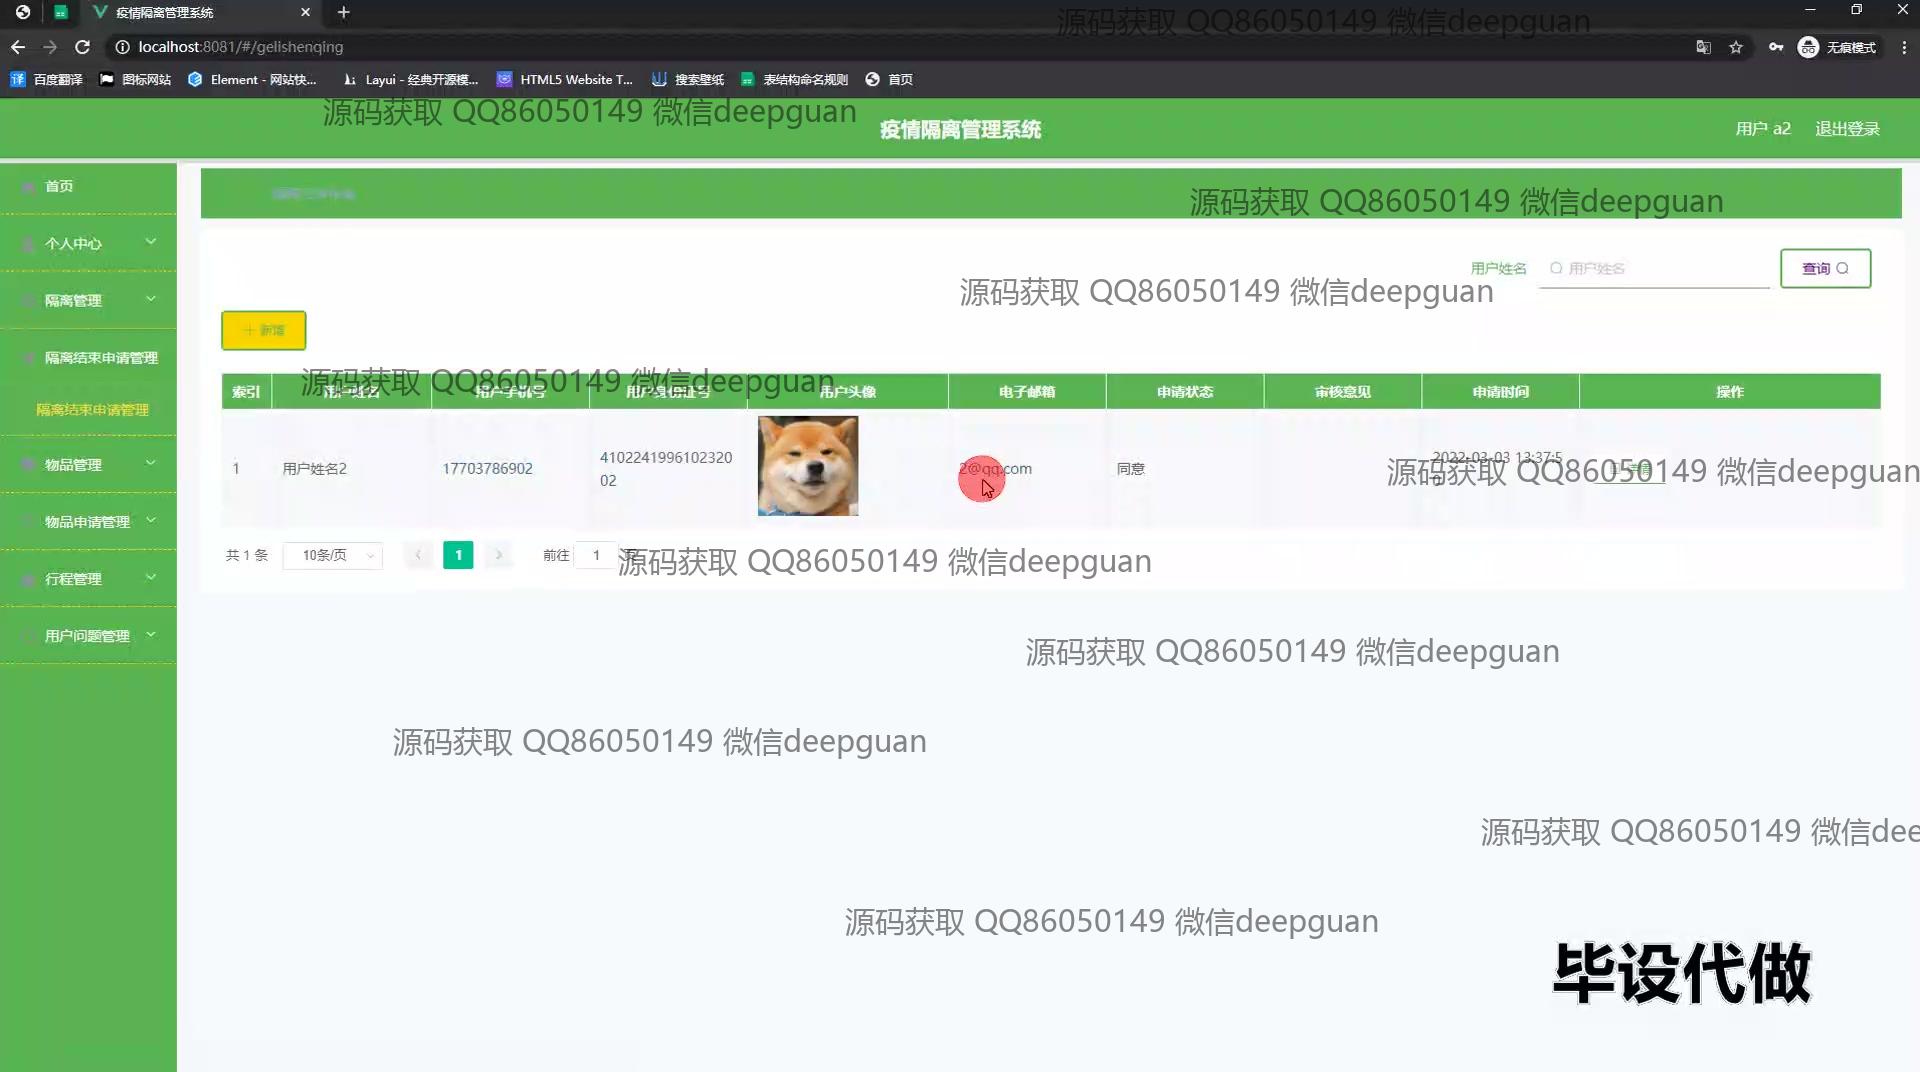 疫情隔离管理系统
localhost:8081/#/gelishenqing
无痕模式
百度翻译
图标网站
Element - 网站快...
Layui - 经典开源模...
HTML5 Website T...
搜索壁纸
表结构命名规则
首页
源码获取 QQ86050149 微信deepguan
源码获取 QQ86050149 微信deepguan
疫情隔离管理系统
用户 a2
退出登录
首页
个人中心
隔离管理
隔离结束申请管理
隔离结束申请管理
物品管理
物品申请管理
行程管理
用户问题管理
源码获取 QQ86050149 微信deepguan
用户姓名
用户姓名
查询
源码获取 QQ86050149 微信deepguan
+ 新增
源码获取 QQ86050149 微信deepguan
索引
用户姓名
用户手机号
用户身份证号
用户头像
电子邮箱
申请状态
审核意见
申请时间
操作
1
用户姓名2
17703786902
4102241996102320
02
2@qq.com
同意
2022-03-03 13:37:5
详情
源码获取 QQ86050149 微信deepguan
共 1 条
10条/页
1
前往
1
页
源码获取 QQ86050149 微信deepguan
源码获取 QQ86050149 微信deepguan
源码获取 QQ86050149 微信deepguan
源码获取 QQ86050149 微信dee
源码获取 QQ86050149 微信deepguan
毕设代做